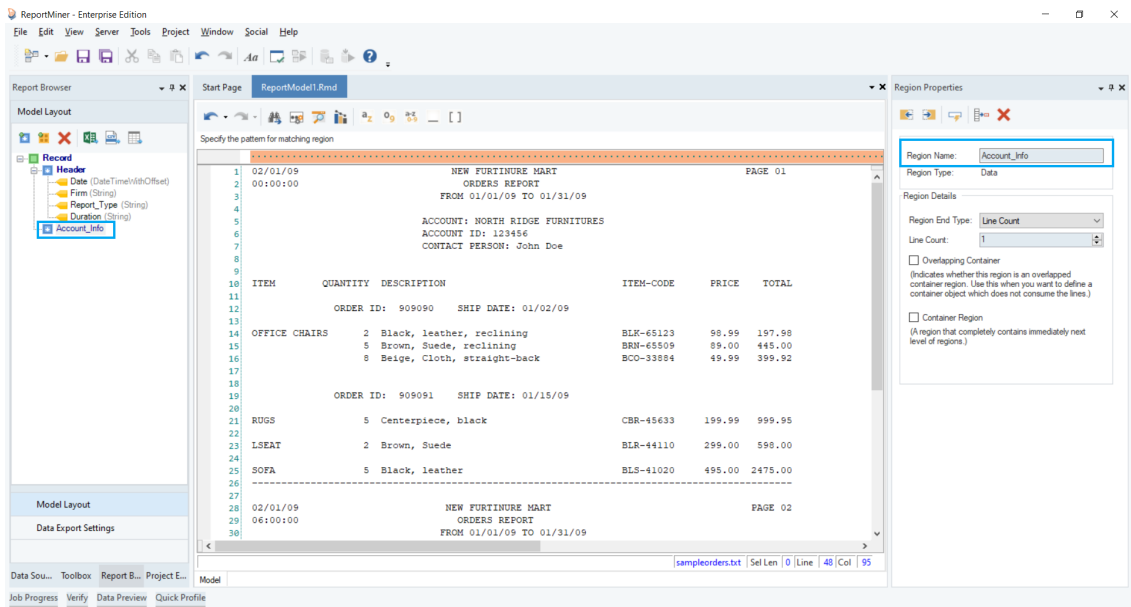 ReportMiner - Enterprise Edition
File Edit View Server Tools Project Window Social Help
Report Browser
Model Layout
Record
Header
Date (DateTimeWithOffset)
Firm (String)
Report_Type (String)
Duration (String)
Account_Info
Model Layout
Data Export Settings
Data Sou... Toolbox Report B... Project E...
Job Progress Verify Data Preview Quick Profile
Start Page ReportModel1.Rmd
Specify the pattern for matching region
1 02/01/09 NEW FURTINURE MART PAGE 01
2 00:00:00 ORDERS REPORT
3 FROM 01/01/09 TO 01/31/09
4
5 ACCOUNT: NORTH RIDGE FURNITURES
6 ACCOUNT ID: 123456
7 CONTACT PERSON: John Doe
8
9
10 ITEM QUANTITY DESCRIPTION ITEM-CODE PRICE TOTAL
11
12 ORDER ID: 909090 SHIP DATE: 01/02/09
13
14 OFFICE CHAIRS 2 Black, leather, reclining BLK-65123 98.99 197.98
15 5 Brown, Suede, reclining BRN-65509 89.00 445.00
16 8 Beige, Cloth, straight-back BCO-33884 49.99 399.92
17
18
19 ORDER ID: 909091 SHIP DATE: 01/15/09
20
21 RUGS 5 Centerpiece, black CBR-45633 199.99 999.95
22
23 LSEAT 2 Brown, Suede BLR-44110 299.00 598.00
24
25 SOFA 5 Black, leather BLS-41020 495.00 2475.00
26 --------------------------------------------------------------------------------------------
27
28 02/01/09 NEW FURTINURE MART PAGE 02
29 06:00:00 ORDERS REPORT
30 FROM 01/01/09 TO 01/31/09
sampleorders.txt Sel Len 0 Line 48 Col 95
Model
Region Properties
Region Name: Account_Info
Region Type: Data
Region Details
Region End Type: Line Count
Line Count: 1
Overlapping Container
(Indicates whether this region is an overlapped
container region. Use this when you want to define a
container object which does not consume the lines.)
Container Region
(A region that completely contains immediately next
level of regions.)